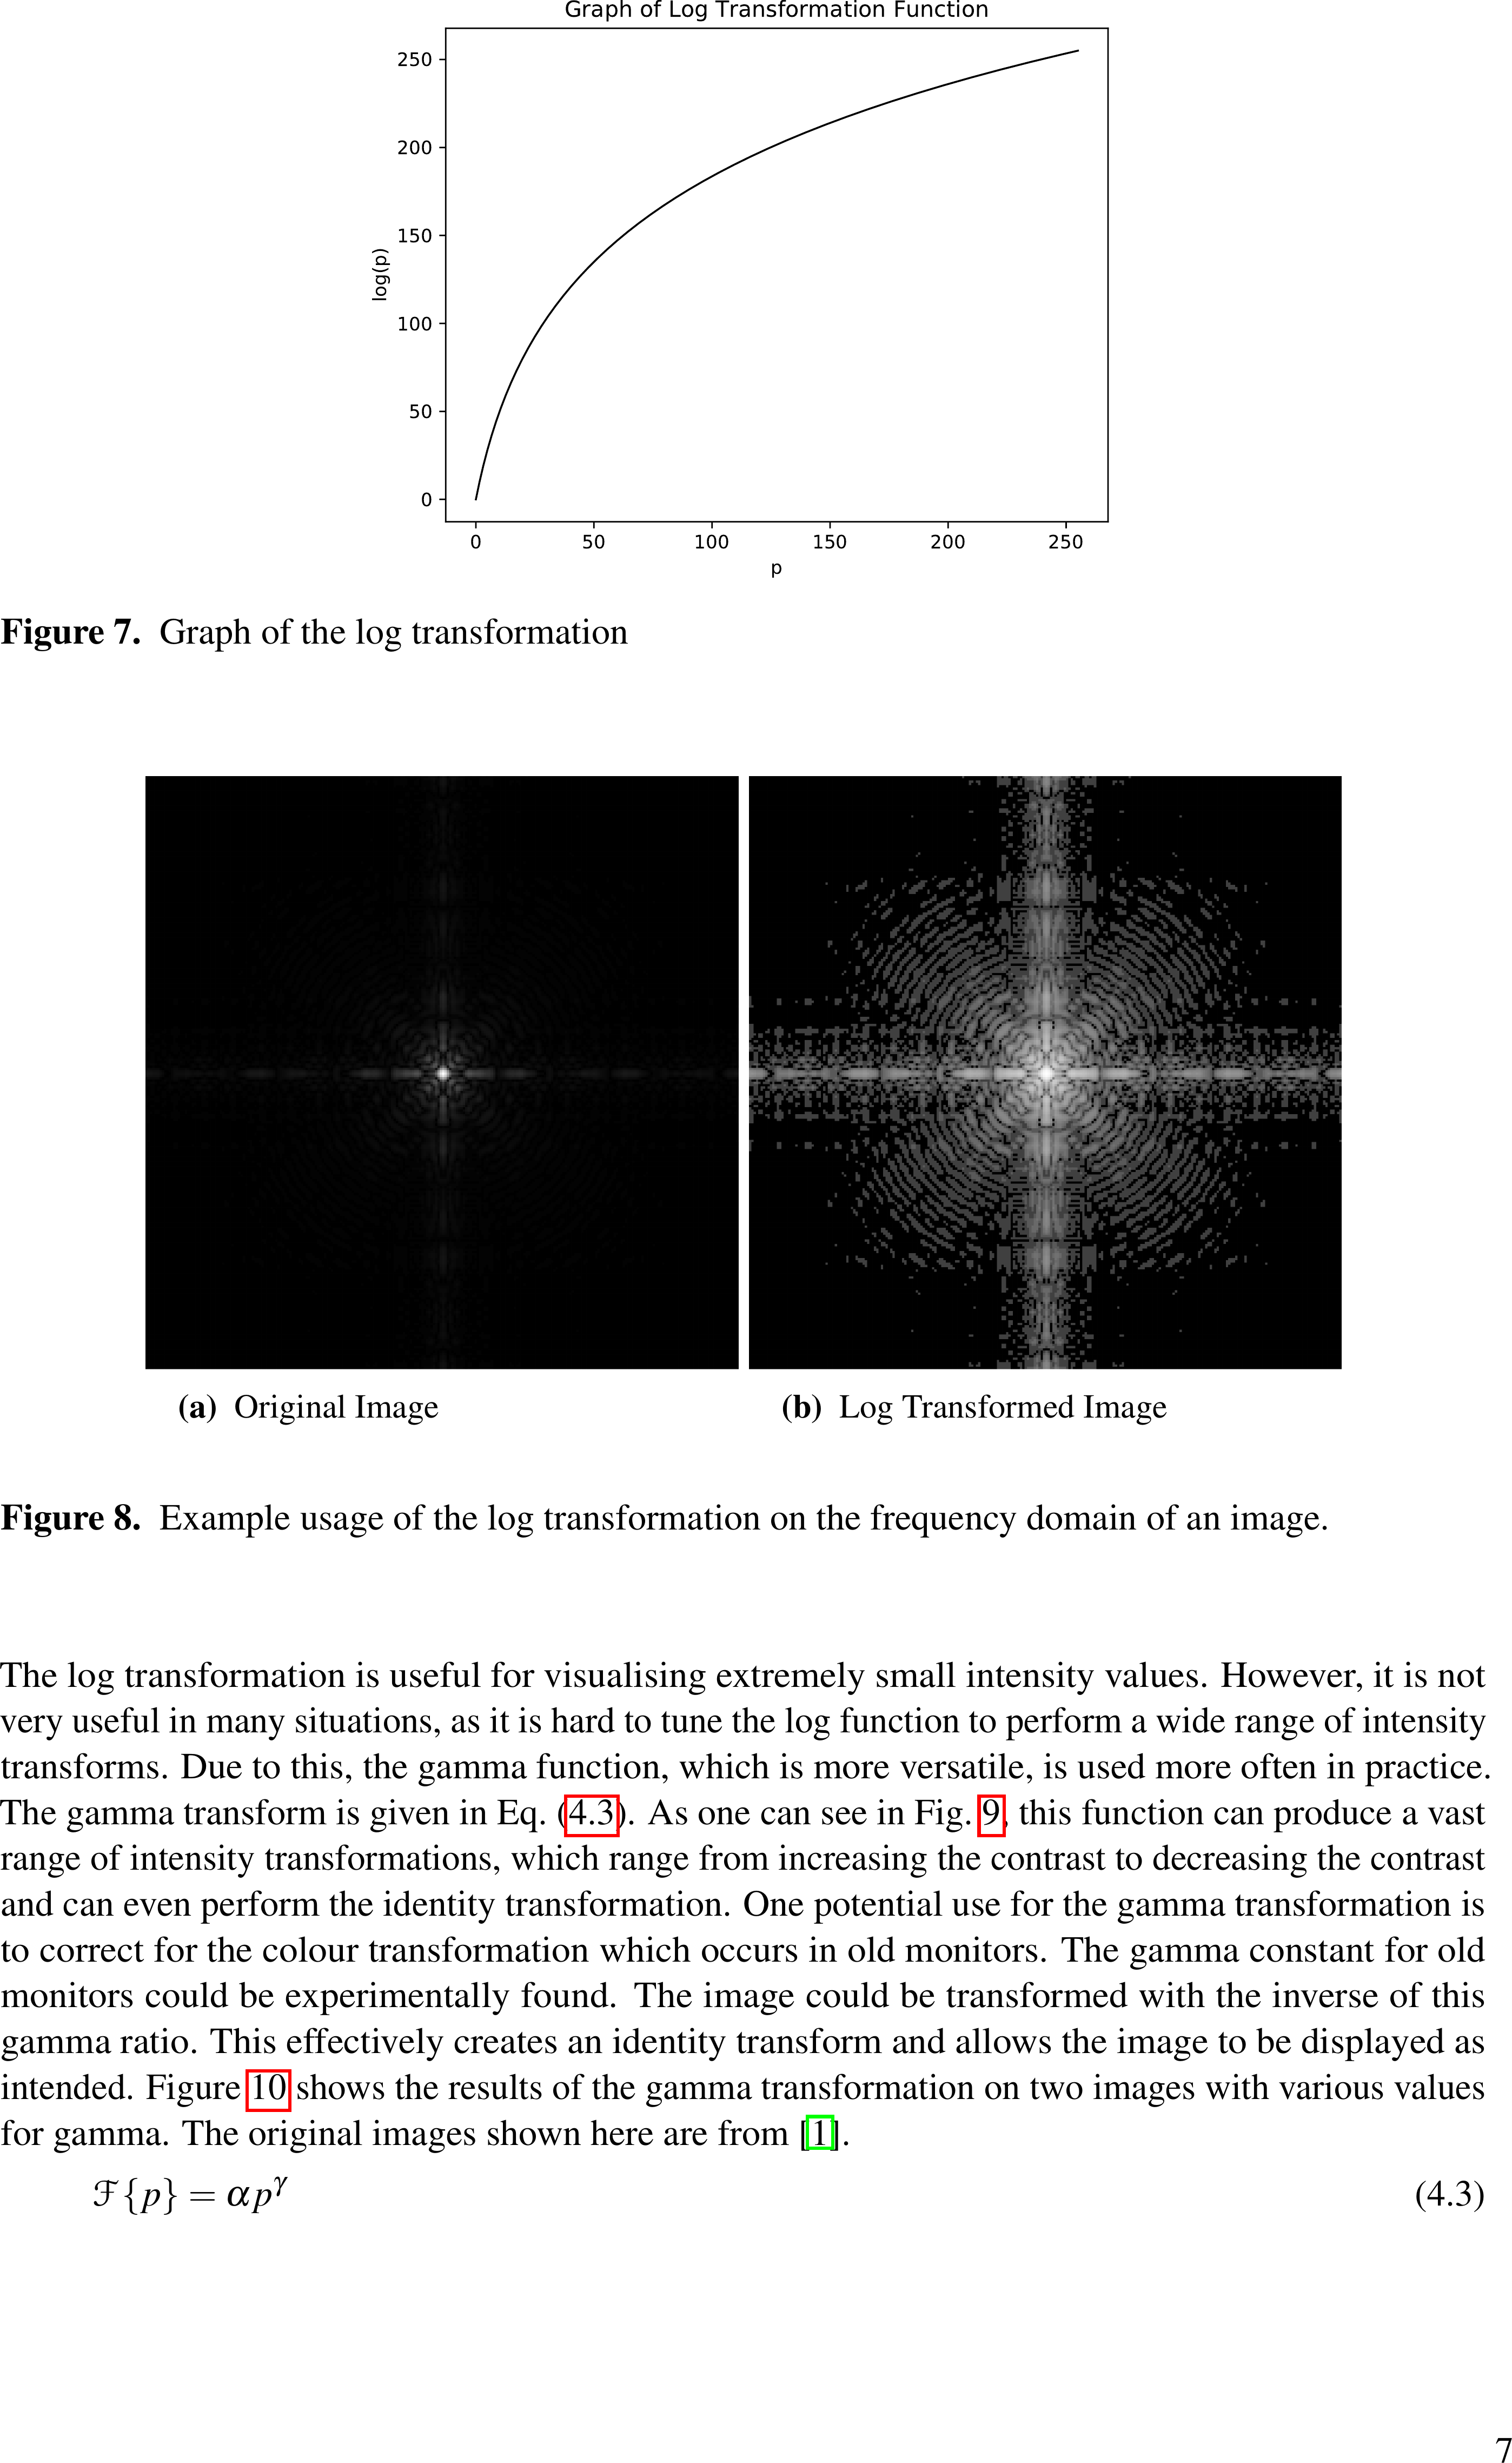 Graph of Log Transformation Function
250
200
150
100
50
0
log(p)
0 50 100 150 200 250
p
Figure 7. Graph of the log transformation
(a) Original Image
(b) Log Transformed Image
Figure 8. Example usage of the log transformation on the frequency domain of an image.
The log transformation is useful for visualising extremely small intensity values. However, it is not
very useful in many situations, as it is hard to tune the log function to perform a wide range of intensity
transforms. Due to this, the gamma function, which is more versatile, is used more often in practice.
The gamma transform is given in Eq. (4.3). As one can see in Fig. 9, this function can produce a vast
range of intensity transformations, which range from increasing the contrast to decreasing the contrast
and can even perform the identity transformation. One potential use for the gamma transformation is
to correct for the colour transformation which occurs in old monitors. The gamma constant for old
monitors could be experimentally found. The image could be transformed with the inverse of this
gamma ratio. This effectively creates an identity transform and allows the image to be displayed as
intended. Figure 10 shows the results of the gamma transformation on two images with various values
for gamma. The original images shown here are from [1].
ℱ{p} = αp^γ (4.3)
7